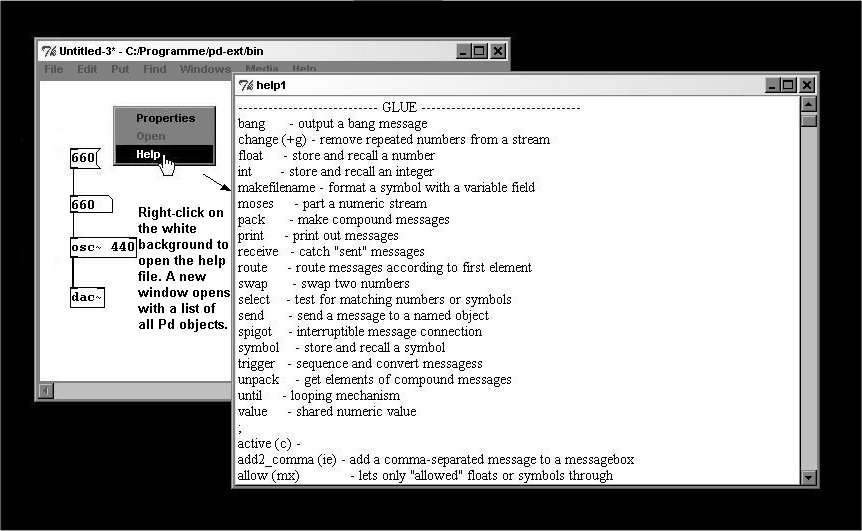 Untitled-3* - C:/Programme/pd-ext/bin
File Edit Put Find Windows Media Help
Properties
Open
Help
660
660
osc~ 440
dac~
Right-click on
the white
background to
open the help
file. A new
window opens
with a list of
all Pd objects.
help1
------------------------------ GLUE ----------------------------------
bang - output a bang message
change (+g) - remove repeated numbers from a stream
float - store and recall a number
int - store and recall an integer
makefilename - format a symbol with a variable field
moses - part a numeric stream
pack - make compound messages
print - print out messages
receive - catch "sent" messages
route - route messages according to first element
swap - swap two numbers
select - test for matching numbers or symbols
send - send a message to a named object
spigot - interruptible message connection
symbol - store and recall a symbol
trigger - sequence and convert messagess
unpack - get elements of compound messages
until - looping mechanism
value - shared numeric value
;
active (c) -
add2_comma (ie) - add a comma-separated message to a messagebox
allow (mx) - lets only "allowed" floats or symbols through